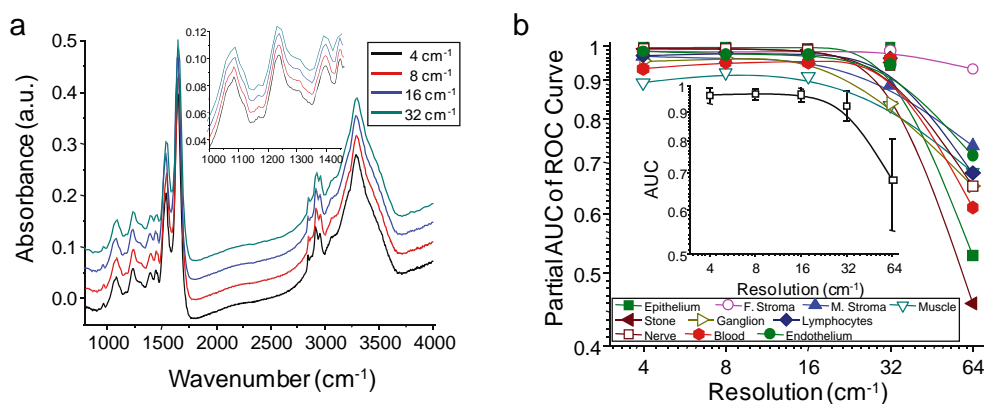 a
0.5
0.4
0.3
0.2
0.1
0.0
Absorbance (a.u.)
1000 1500 2000 2500 3000 3500 4000
Wavenumber (cm-1)
0.12
0.10
0.08
0.06
0.04
1000 1100 1200 1300 1400
4 cm-1
8 cm-1
16 cm-1
32 cm-1
b
1
0.9
0.8
0.7
0.6
0.5
0.4
Partial AUC of ROC Curve
4 8 16 32 64
Resolution (cm-1)
1
0.9
0.8
0.7
0.6
0.5
AUC
4 8 16 32 64
Resolution (cm-1)
Epithelium F. Stroma M. Stroma Muscle
Stone Ganglion Lymphocytes
Nerve Blood Endothelium